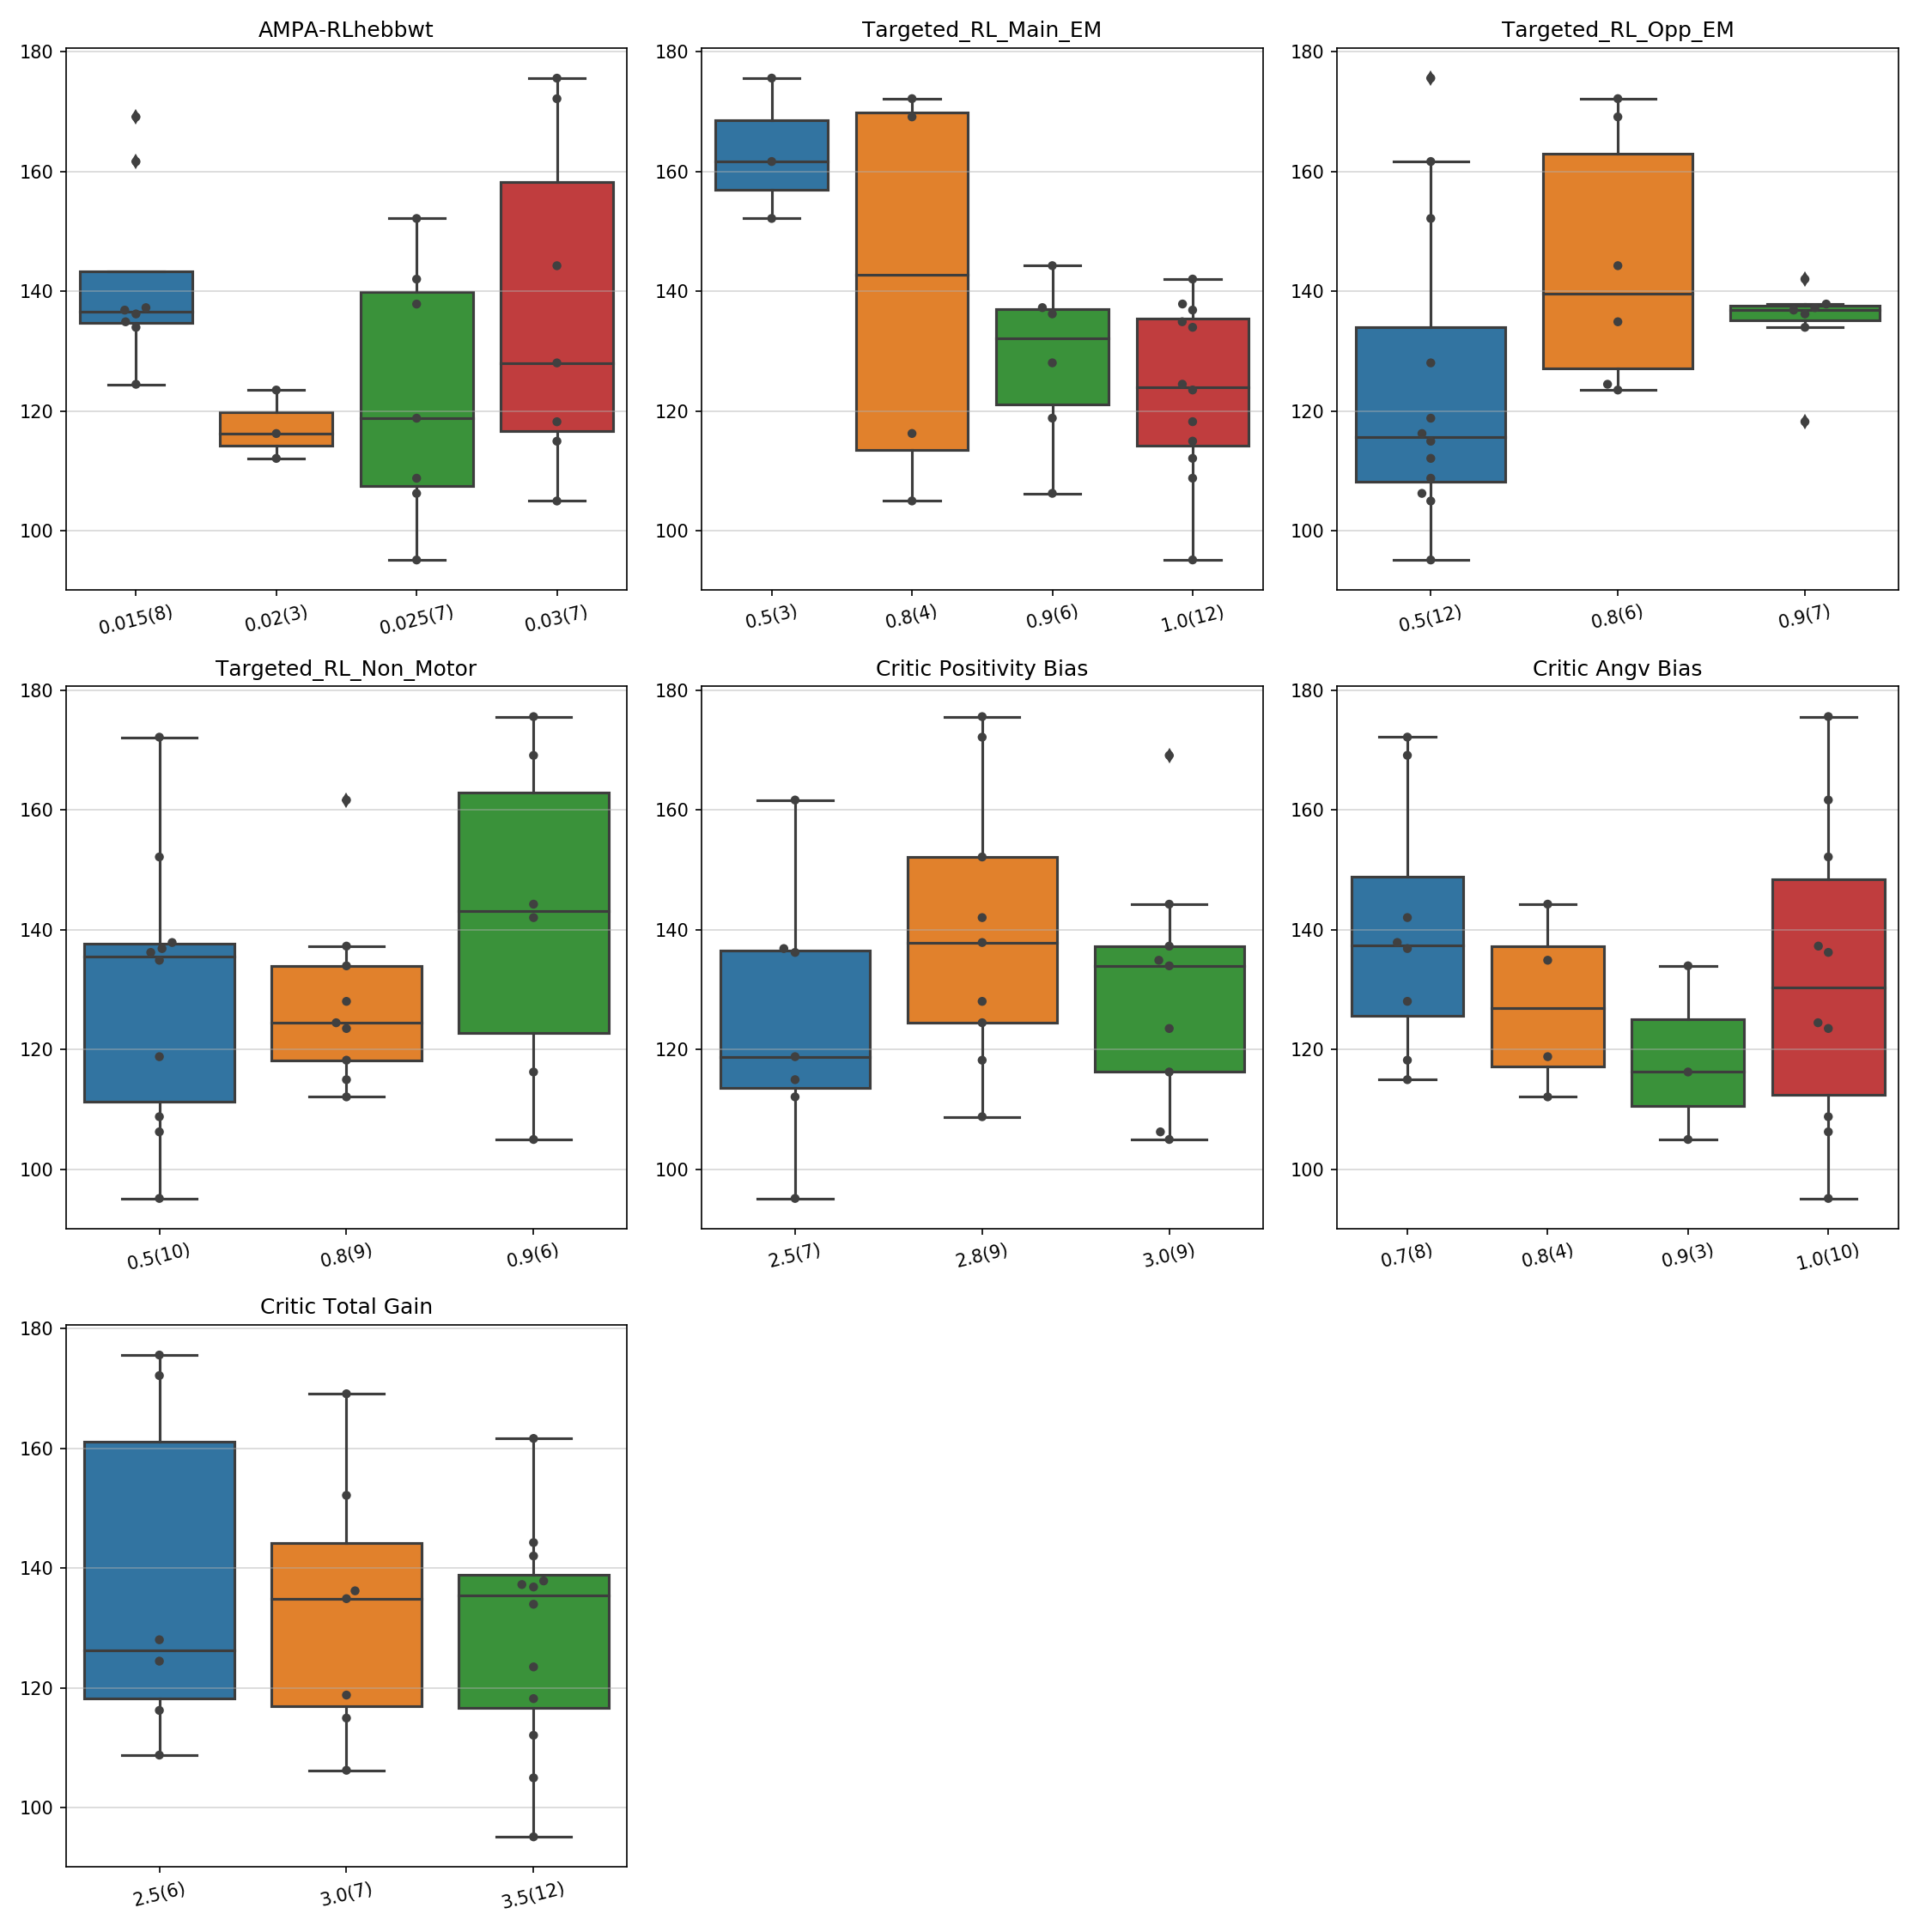 AMPA-RLhebbwt
180
160
140
120
100
0.015(8) 0.02(3) 0.025(7) 0.03(7)
Targeted_RL_Main_EM
180
160
140
120
100
0.5(3) 0.8(4) 0.9(6) 1.0(12)
Targeted_RL_Opp_EM
180
160
140
120
100
0.5(12) 0.8(6) 0.9(7)
Targeted_RL_Non_Motor
180
160
140
120
100
0.5(10) 0.8(9) 0.9(6)
Critic Positivity Bias
180
160
140
120
100
2.5(7) 2.8(9) 3.0(9)
Critic Angv Bias
180
160
140
120
100
0.7(8) 0.8(4) 0.9(3) 1.0(10)
Critic Total Gain
180
160
140
120
100
2.5(6) 3.0(7) 3.5(12)